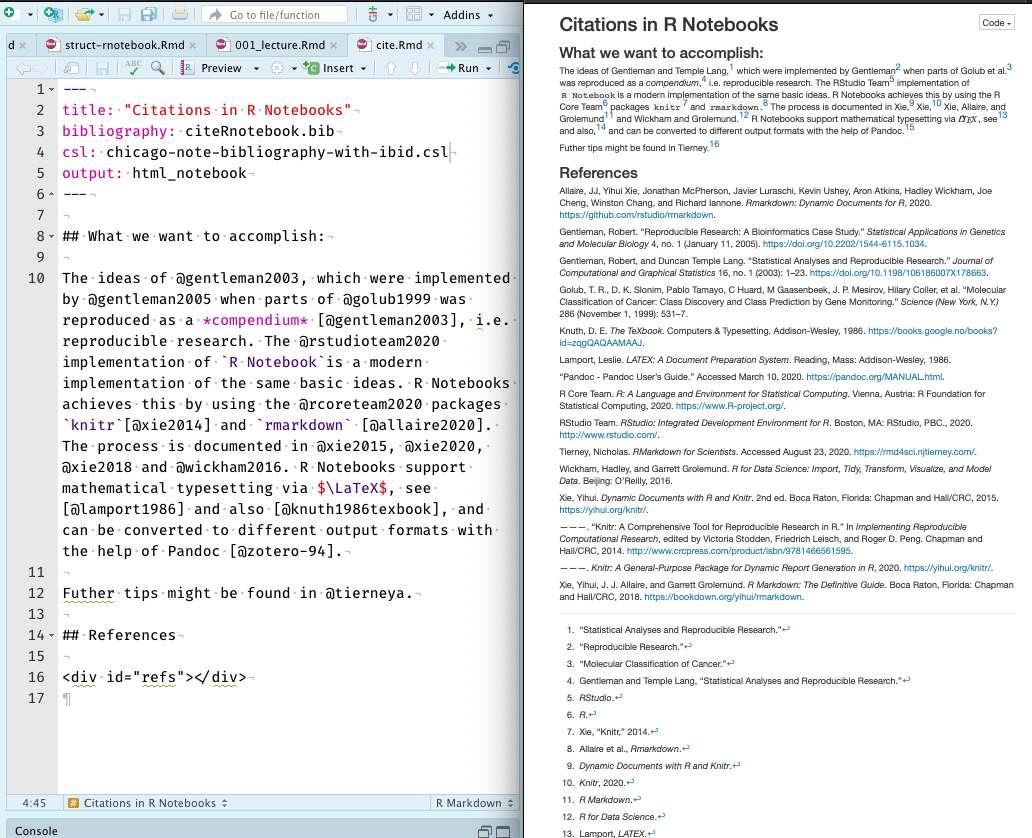 Go to file/function
Addins
d
struct-rnotebook.Rmd
001_lecture.Rmd
cite.Rmd
ABC
Preview
Insert
Run
1 ---
2 title: "Citations in R Notebooks"
3 bibliography: citeRnotebook.bib
4 csl: chicago-note-bibliography-with-ibid.csl
5 output: html_notebook
6 ---
7
8 ## What we want to accomplish:
9
10 The ideas of @gentleman2003, which were implemented
by @gentleman2005 when parts of @golub1999 was
reproduced as a *compendium* [@gentleman2003], i.e.
reproducible research. The @rstudioteam2020
implementation of `R Notebook`is a modern
implementation of the same basic ideas. R Notebooks
achieves this by using the @rcoreteam2020 packages
`knitr`[@xie2014] and `rmarkdown` [@allaire2020].
The process is documented in @xie2015, @xie2020,
@xie2018 and @wickham2016. R Notebooks support
mathematical typesetting via $\LaTeX$, see
[@lamport1986] and also [@knuth1986texbook], and
can be converted to different output formats with
the help of Pandoc [@zotero-94].
11
12 Futher tips might be found in @tierneya.
13
14 ## References
15
16 <div id="refs"></div>
17
4:45
# Citations in R Notebooks
R Markdown
Console
Citations in R Notebooks
Code
What we want to accomplish:
The ideas of Gentleman and Temple Lang,1 which were implemented by Gentleman2 when parts of Golub et al.3
was reproduced as a compendium,4 i.e. reproducible research. The RStudio Team5 implementation of
R Notebook is a modern implementation of the same basic ideas. R Notebooks achieves this by using the R
Core Team6 packages knitr 7 and rmarkdown.8 The process is documented in Xie,9 Xie,10 Xie, Allaire, and
Grolemund11 and Wickham and Grolemund.12 R Notebooks support mathematical typesetting via LATEX, see13
and also,14 and can be converted to different output formats with the help of Pandoc.15
Futher tips might be found in Tierney.16
References
Allaire, JJ, Yihui Xie, Jonathan McPherson, Javier Luraschi, Kevin Ushey, Aron Atkins, Hadley Wickham, Joe
Cheng, Winston Chang, and Richard Iannone. Rmarkdown: Dynamic Documents for R, 2020.
https://github.com/rstudio/rmarkdown.
Gentleman, Robert. “Reproducible Research: A Bioinformatics Case Study.” Statistical Applications in Genetics
and Molecular Biology 4, no. 1 (January 11, 2005). https://doi.org/10.2202/1544-6115.1034.
Gentleman, Robert, and Duncan Temple Lang. “Statistical Analyses and Reproducible Research.” Journal of
Computational and Graphical Statistics 16, no. 1 (2003): 1–23. https://doi.org/10.1198/106186007X178663.
Golub, T. R., D. K. Slonim, Pablo Tamayo, C Huard, M Gaasenbeek, J. P. Mesirov, Hilary Coller, et al. “Molecular
Classification of Cancer: Class Discovery and Class Prediction by Gene Monitoring.” Science (New York, N.Y.)
286 (November 1, 1999): 531–7.
Knuth, D. E. The TeXbook. Computers & Typesetting. Addison-Wesley, 1986. https://books.google.no/books?
id=zqgQAQAAMAAJ.
Lamport, Leslie. LATEX: A Document Preparation System. Reading, Mass: Addison-Wesley, 1986.
“Pandoc - Pandoc User’s Guide.” Accessed March 10, 2020. https://pandoc.org/MANUAL.html.
R Core Team. R: A Language and Environment for Statistical Computing. Vienna, Austria: R Foundation for
Statistical Computing, 2020. https://www.R-project.org/.
RStudio Team. RStudio: Integrated Development Environment for R. Boston, MA: RStudio, PBC., 2020.
http://www.rstudio.com/.
Tierney, Nicholas. RMarkdown for Scientists. Accessed August 23, 2020. https://rmd4sci.njtierney.com/.
Wickham, Hadley, and Garrett Grolemund. R for Data Science: Import, Tidy, Transform, Visualize, and Model
Data. Beijing: O’Reilly, 2016.
Xie, Yihui. Dynamic Documents with R and Knitr. 2nd ed. Boca Raton, Florida: Chapman and Hall/CRC, 2015.
https://yihui.org/knitr/.
———. “Knitr: A Comprehensive Tool for Reproducible Research in R.” In Implementing Reproducible
Computational Research, edited by Victoria Stodden, Friedrich Leisch, and Roger D. Peng. Chapman and
Hall/CRC, 2014. http://www.crcpress.com/product/isbn/9781466561595.
———. Knitr: A General-Purpose Package for Dynamic Report Generation in R, 2020. https://yihui.org/knitr/.
Xie, Yihui, J. J. Allaire, and Garrett Grolemund. R Markdown: The Definitive Guide. Boca Raton, Florida: Chapman
and Hall/CRC, 2018. https://bookdown.org/yihui/rmarkdown.
1. “Statistical Analyses and Reproducible Research.”↩
2. “Reproducible Research.”↩
3. “Molecular Classification of Cancer.”↩
4. Gentleman and Temple Lang, “Statistical Analyses and Reproducible Research.”↩
5. RStudio.↩
6. R.↩
7. Xie, “Knitr,” 2014.↩
8. Allaire et al., Rmarkdown.↩
9. Dynamic Documents with R and Knitr.↩
10. Knitr, 2020.↩
11. R Markdown.↩
12. R for Data Science.↩
13. Lamport, LATEX.↩